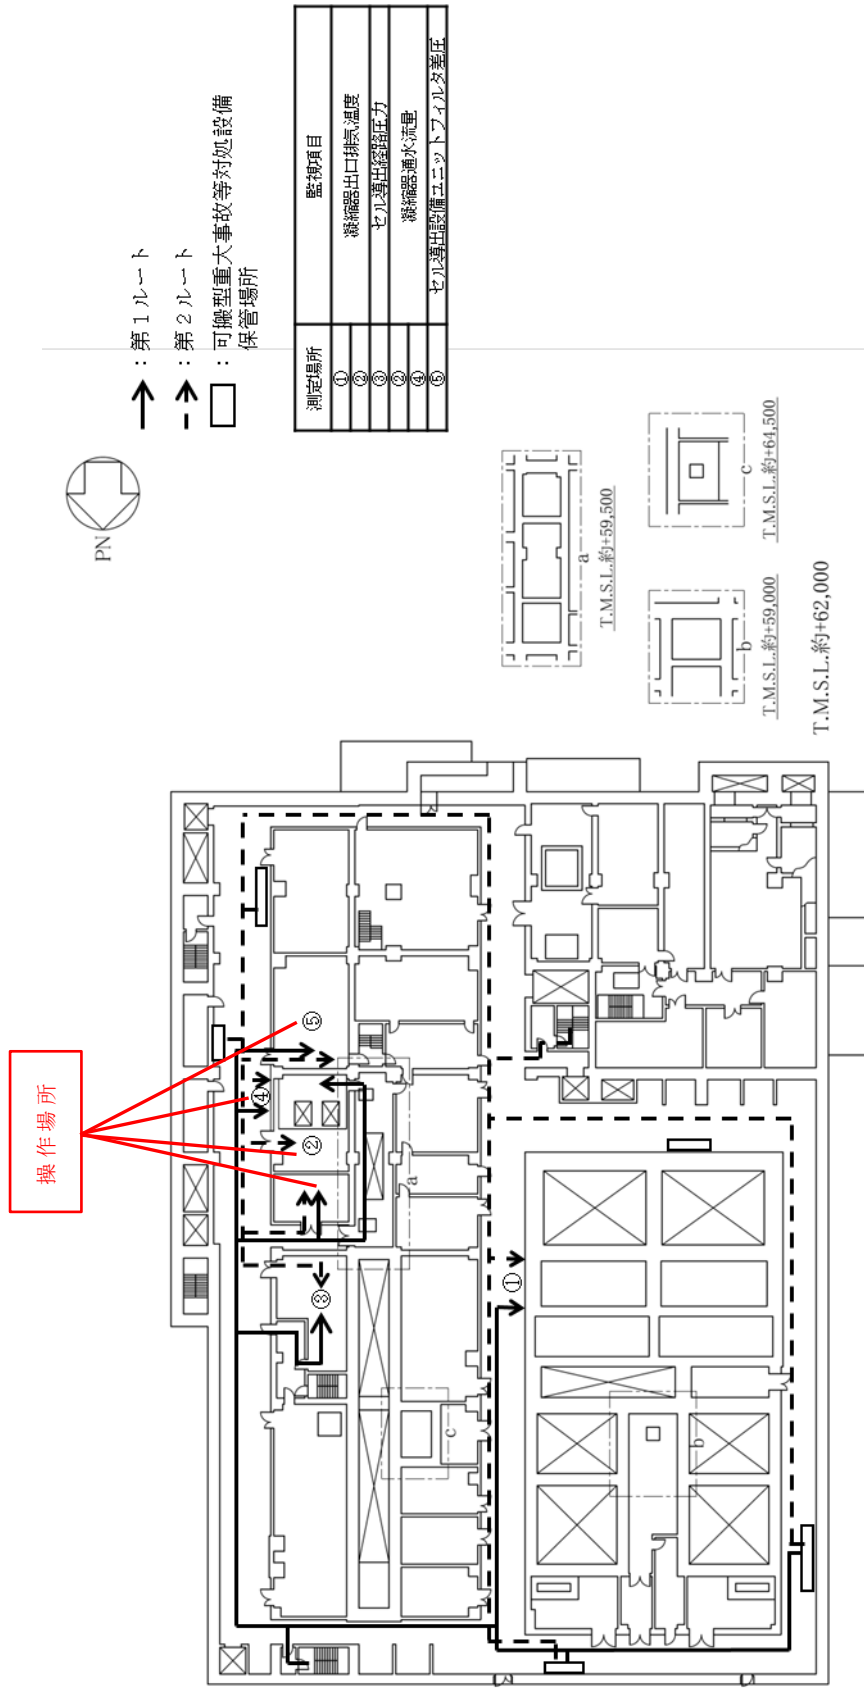 操作場所
PN
：第１ルート
：第２ルート
：可搬型重大事故等対処設備
保管場所
測定場所 監視項目
① 凝縮器出口排気温度
② セル導出経路圧力
③
② 凝縮器通水流量
④
⑤ セル導出設備ユニットフィルタ差圧
a
T.M.S.L.約+59,500
b
T.M.S.L.約+59,000
c
T.M.S.L.約+64,500
T.M.S.L.約+62,000
⑤
④
②
③
①
a
b
c